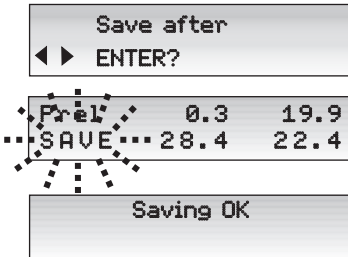 Save after
◀ ▶ ENTER?
Prel 0.3 19.9
SAVE 28.4 22.4
Saving OK